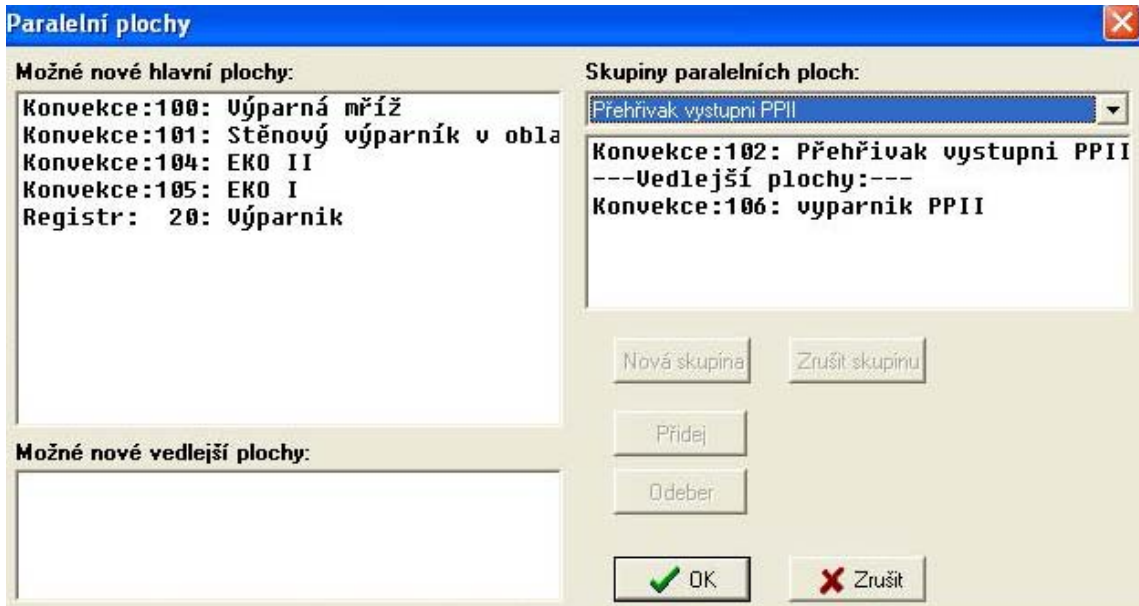 Paralelní plochy
Možné nové hlavní plochy:
Konvekce:100: Výparná mříž
Konvekce:101: Stěnový výparník v obla
Konvekce:104: EKO II
Konvekce:105: EKO I
Registr:  20: Výparnik
Možné nové vedlejší plochy:
Skupiny paralelních ploch:
Přehřivak vystupni PPII
Konvekce:102: Přehřivak vystupni PPII
---Vedlejší plochy:---
Konvekce:106: vyparnik PPII
Nová skupina
Zrušit skupinu
Přidej
Odeber
OK
Zrušit